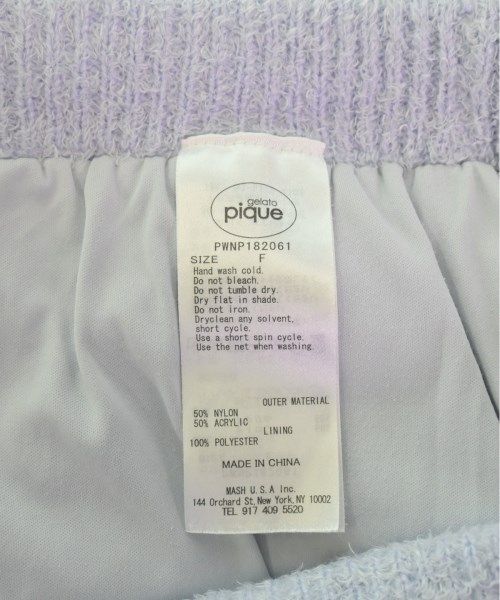 gelato
pique
PWNP182061
SIZE F
Hand wash cold.
Do not bleach.
Do not tumble dry.
Dry flat in shade.
Do not iron.
Dryclean any solvent,
short cycle.
Use a short spin cycle.
Use the net when washing.
OUTER MATERIAL
50% NYLON
50% ACRYLIC
LINING
100% POLYESTER
MADE IN CHINA
MASH U.S.A Inc.
144 Orchard St, New York, NY 10002
TEL 917 409 5520